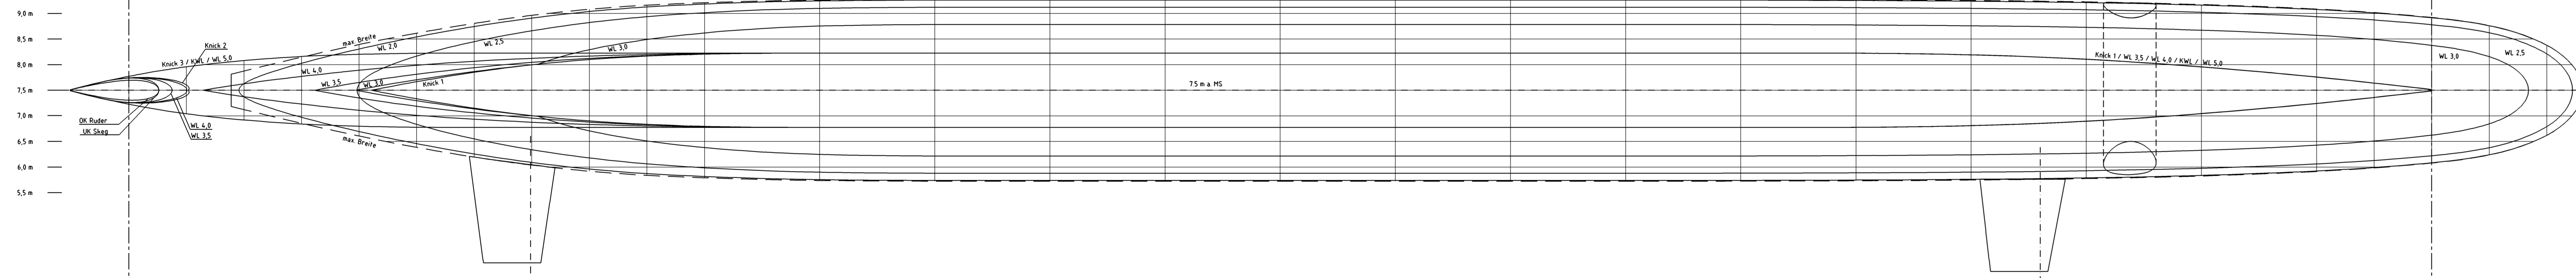 9,0 m
8,5 m
8,0 m
7,5 m
7,0 m
6,5 m
6,0 m
5,5 m
Knick 2
Knick 3 / KWL / WL 5,0
OK Ruder
UK Skeg
WL 4,0
WL 3,5
max. Breite
WL 2,0
WL 2,5
WL 3,0
WL 4,0
WL 3,5
WL 3,0
Knick 1
max. Breite
7.5 m a. MS
Knick 1 / WL 3,5 / WL 4,0 / KWL / WL 5,0
WL 3,0
WL 2,5